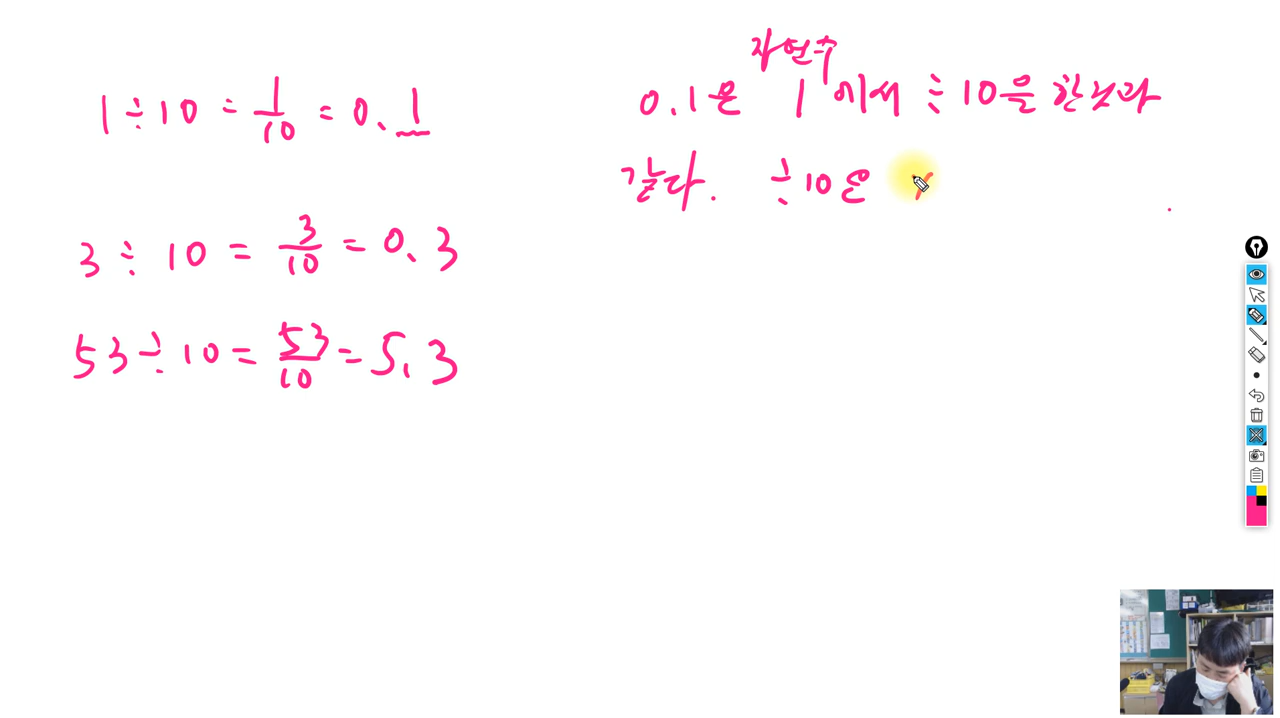 1 ÷ 10 = 1/10 = 0.1
3 ÷ 10 = 3/10 = 0.3
53 ÷ 10 = 53/10 = 5.3
자연수
0.1은 1에서 ÷10을 한것과
같다. ÷10은